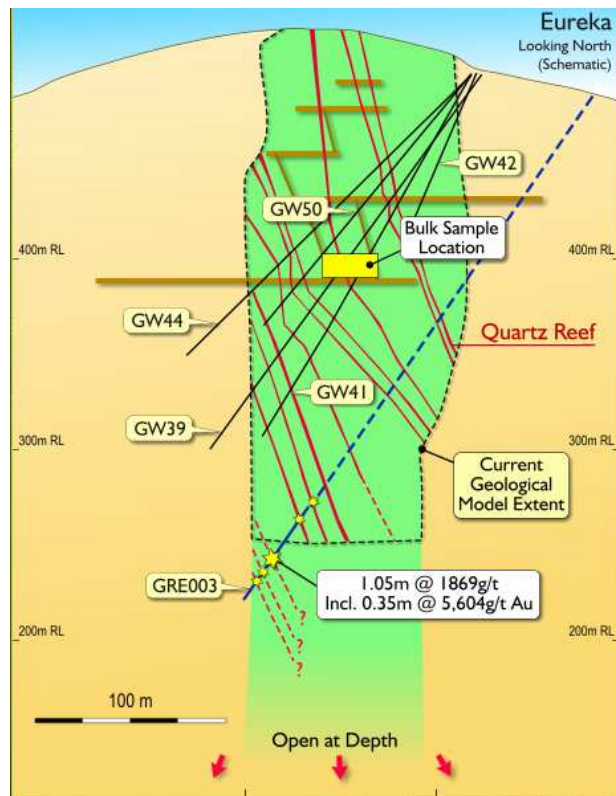 Eureka
Looking North
(Schematic)
GW42
GW50
Bulk Sample
Location
400m RL
400m RL
GW44
Quartz Reef
GW41
GW39
300m RL
300m RL
Current
Geological
Model Extent
GRE003
1.05m @ 1869g/t
Incl. 0.35m @ 5,604g/t Au
?
?
?
200m RL
200m RL
100 m
Open at Depth